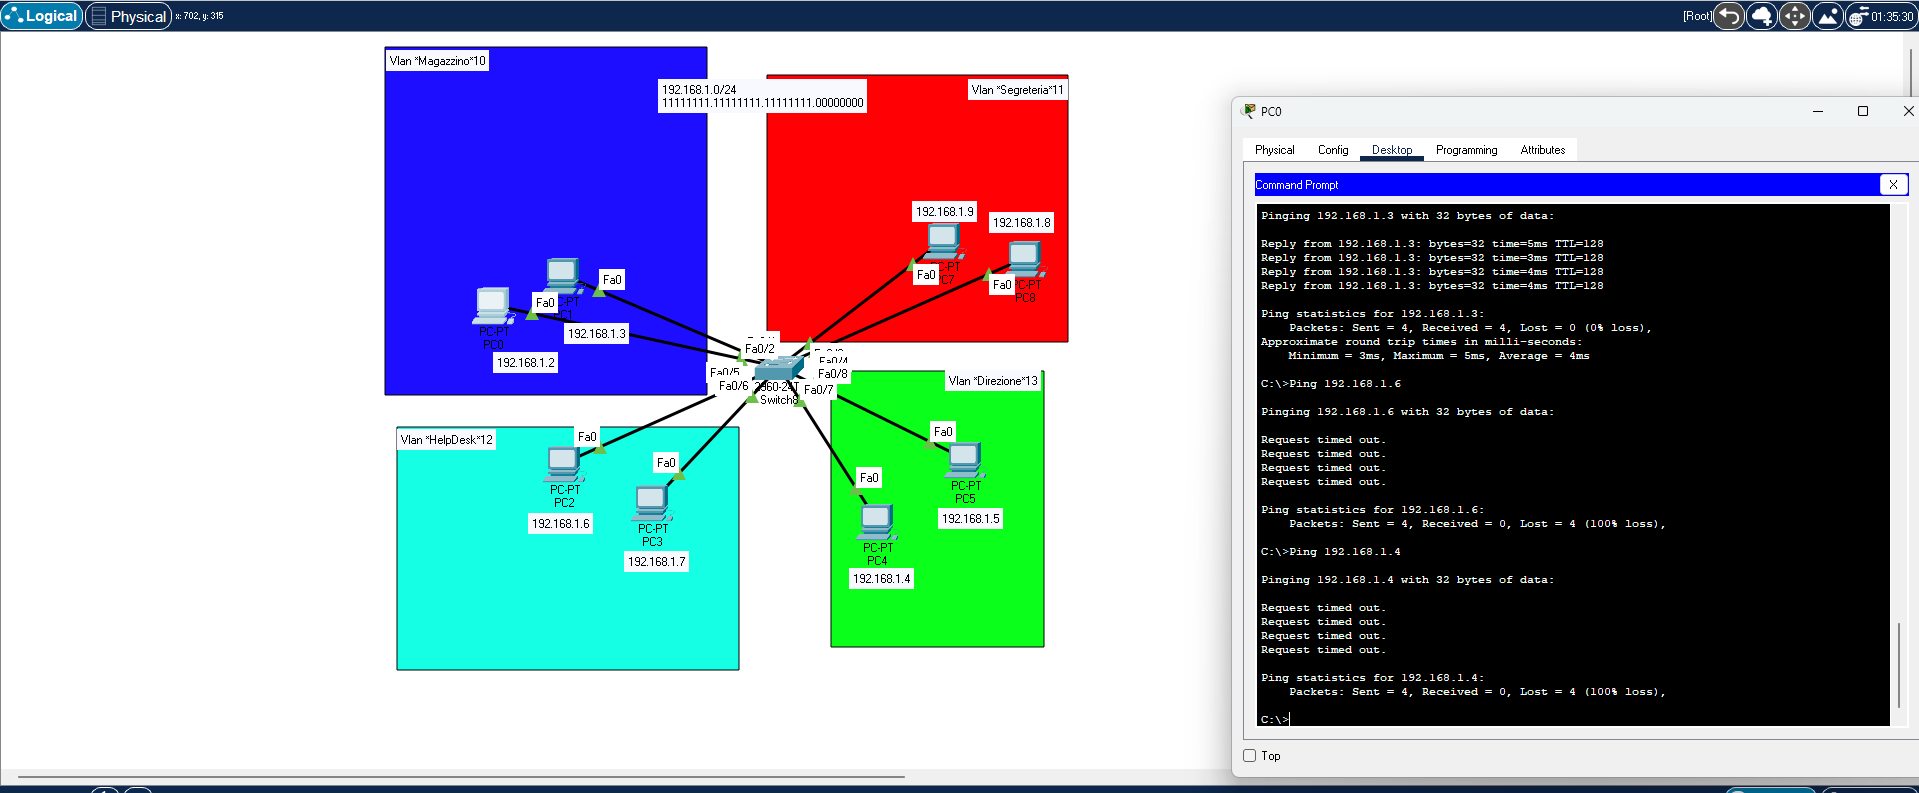 Logical
Physical
x: 702, y: 315
[Root]
01:35:30
Vlan *Magazzino*10
192.168.1.0/24
11111111.11111111.11111111.00000000
Vlan *Segreteria*11
192.168.1.9
192.168.1.8
PC-PT
PC7
Fa0
PC-PT
PC8
Fa0
Fa0
PC-PT
PC1
Fa0
192.168.1.3
PC-PT
PC0
192.168.1.2
Fa0/2
Fa0/4
Fa0/5
Fa0/8
Fa0/6
Fa0/7
2960-24T
Vlan *Direzione*13
Vlan *HelpDesk*12
Fa0
PC-PT
PC2
192.168.1.6
Fa0
PC-PT
PC3
192.168.1.7
Fa0
PC-PT
PC5
192.168.1.5
Fa0
PC-PT
PC4
192.168.1.4
PC0
Physical
Config
Desktop
Programming
Attributes
Command Prompt
X
Pinging 192.168.1.3 with 32 bytes of data:
Reply from 192.168.1.3: bytes=32 time=5ms TTL=128
Reply from 192.168.1.3: bytes=32 time=3ms TTL=128
Reply from 192.168.1.3: bytes=32 time=4ms TTL=128
Reply from 192.168.1.3: bytes=32 time=4ms TTL=128
Ping statistics for 192.168.1.3:
Packets: Sent = 4, Received = 4, Lost = 0 (0% loss),
Approximate round trip times in milli-seconds:
Minimum = 3ms, Maximum = 5ms, Average = 4ms
C:\>Ping 192.168.1.6
Pinging 192.168.1.6 with 32 bytes of data:
Request timed out.
Request timed out.
Request timed out.
Request timed out.
Ping statistics for 192.168.1.6:
Packets: Sent = 4, Received = 0, Lost = 4 (100% loss),
C:\>Ping 192.168.1.4
Pinging 192.168.1.4 with 32 bytes of data:
Request timed out.
Request timed out.
Request timed out.
Request timed out.
Ping statistics for 192.168.1.4:
Packets: Sent = 4, Received = 0, Lost = 4 (100% loss),
C:\>
Top